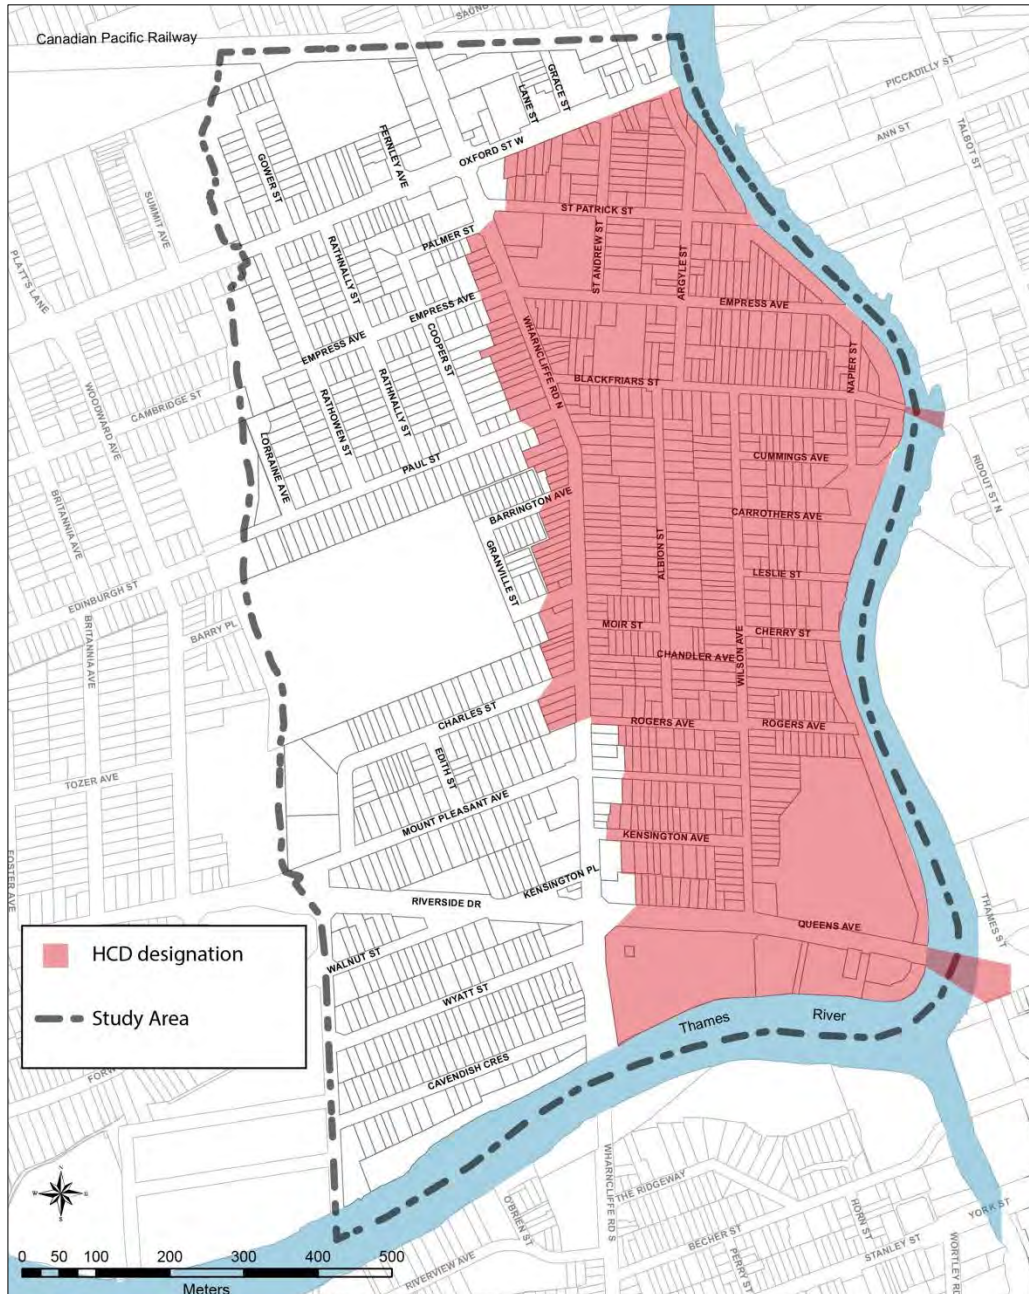 Canadian Pacific Railway
SAUND
PICCADILLY ST
ANN ST
TALBOT ST
GRACE ST
LANE ST
FERNLEY AVE
OXFORD ST W
GOWER ST
SUMMIT AVE
PLATTS LANE
ST PATRICK ST
PALMER ST
RATHNALLY ST
ST ANDREW ST
ARGYLE ST
EMPRESS AVE
EMPRESS AVE
EMPRESS AVE
COOPER ST
WHARNCLIFFE RD N
NAPIER ST
BLACKFRIARS ST
RATHNALLY ST
RATHOWEN ST
CAMBRIDGE ST
WOODWARD AVE
LORRAINE AVE
PAUL ST
CUMMINGS AVE
RIDOUT ST N
BRITANNIA AVE
BARRINGTON AVE
CARROTHERS AVE
GRANVILLE ST
ALBION ST
LESLIE ST
EDINBURGH ST
BRITANNIA AVE
BARRY PL
MOIR ST
CHERRY ST
CHANDLER AVE
WILSON AVE
CHARLES ST
ROGERS AVE
ROGERS AVE
EDITH ST
TOZER AVE
MOUNT PLEASANT AVE
KENSINGTON AVE
FOSTER AVE
KENSINGTON PL
RIVERSIDE DR
THAMES ST
QUEENS AVE
HCD designation
WALNUT ST
WYATT ST
Study Area
Thames River
FORW
CAVENDISH CRES
WHARNCLIFFE RD S
THE RIDGEWAY
O'BRIEN ST
BECHER ST
HORN ST
YORK ST
STANLEY ST
PERRY ST
WORTLEY RD
RIVERVIEW AVE
N
W E
S
0 50 100 200 300 400 500
Meters